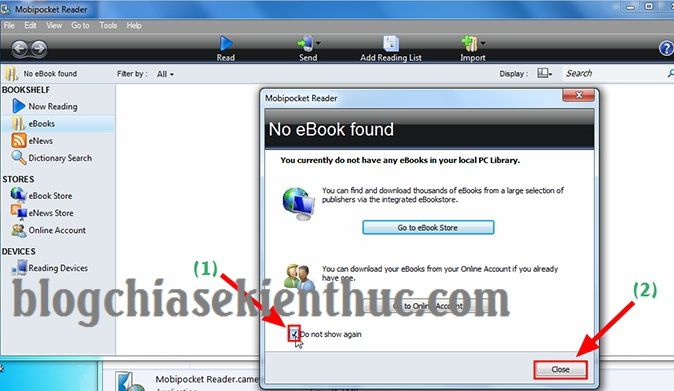 Mobipocket Reader
File Edit View Go to Tools Help
Read Send Add Reading List Import
No eBook found Filter by : All Display : Search
BOOKSHELF
Now Reading
eBooks
eNews
Dictionary Search
STORES
eBook Store
eNews Store
Online Account
DEVICES
Reading Devices
Mobipocket Reader
No eBook found
You currently do not have any eBooks in your local PC Library.
You can find and download thousands of eBooks from a large selection of
publishers via the integrated eBookstore.
Go to eBook Store
You can download your eBooks from your Online Account if you already
have one.
Go to Online Account
(1)
blogchiasekienthuc.com
(2)
Do not show again
Close
Mobipocket Reader.came
Application